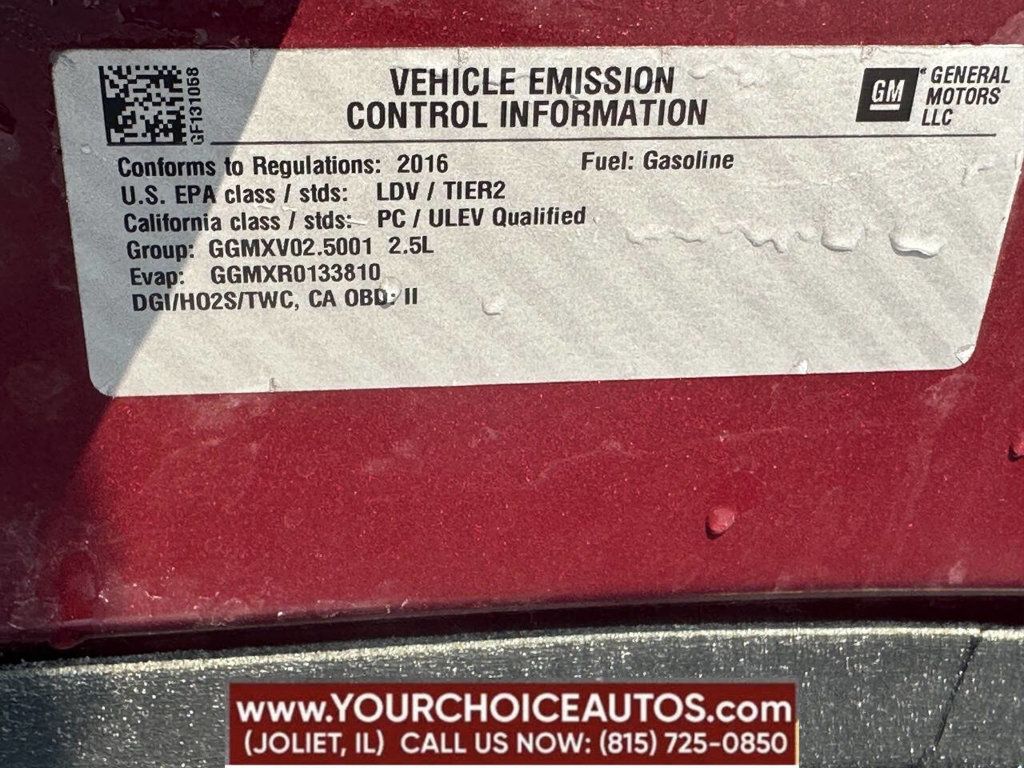 GF131058
VEHICLE EMISSION
CONTROL INFORMATION
GM
GENERAL
MOTORS
LLC
Conforms to Regulations: 2016 Fuel: Gasoline
U.S. EPA class / stds: LDV / TIER2
California class / stds: PC / ULEV Qualified
Group: GGMXV02.5001 2.5L
Evap: GGMXR0133810
DGI/HO2S/TWC, CA OBD: II
www.YOURCHOICEAUTOS.com
(JOLIET, IL) CALL US NOW: (815) 725-0850